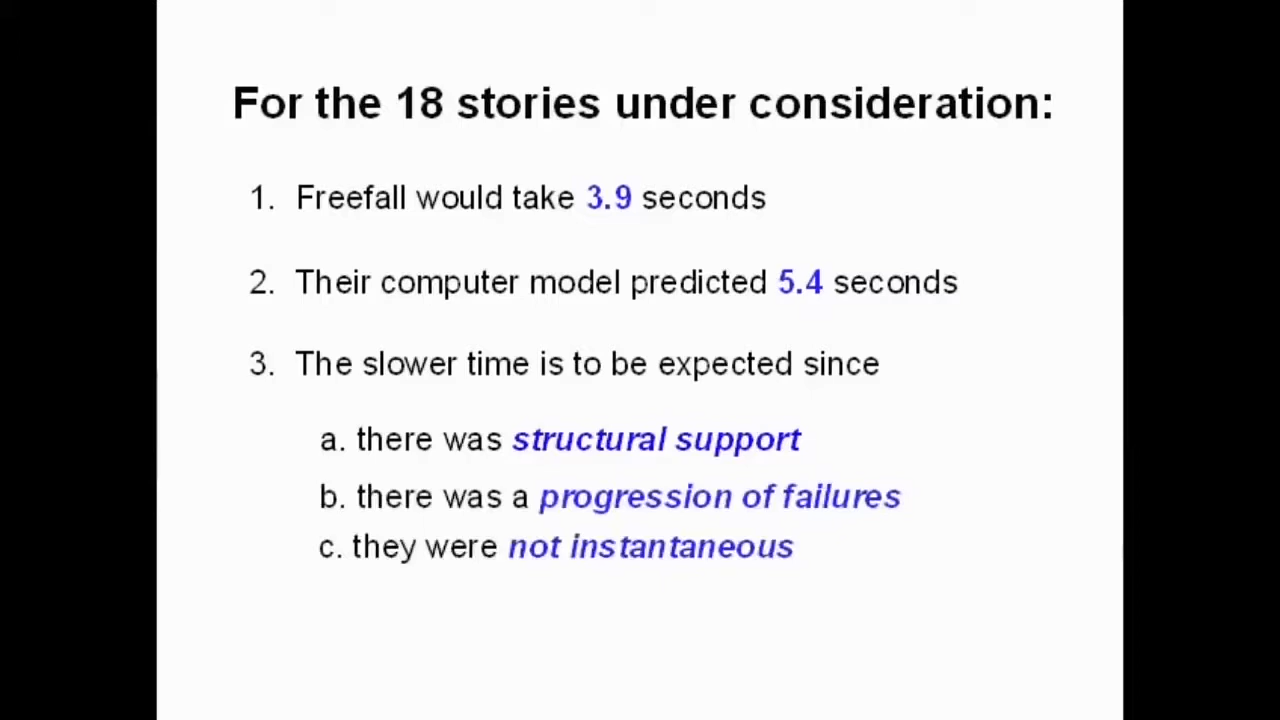 For the 18 stories under consideration:
1. Freefall would take 3.9 seconds
2. Their computer model predicted 5.4 seconds
3. The slower time is to be expected since
a. there was structural support
b. there was a progression of failures
c. they were not instantaneous